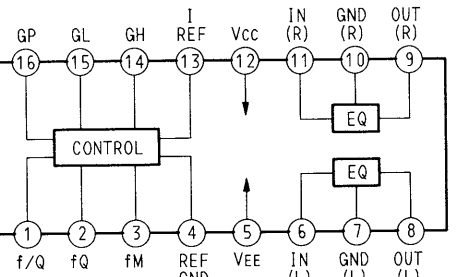 I IN GND OUT
GP GL GH REF VCC (R) (R) (R)
16 15 14 13 12 11 10 9
EQ
CONTROL
EQ
1 2 3 4 5 6 7 8
f/Q fQ fM REF VEE IN GND OUT
GND (L) (L) (L)